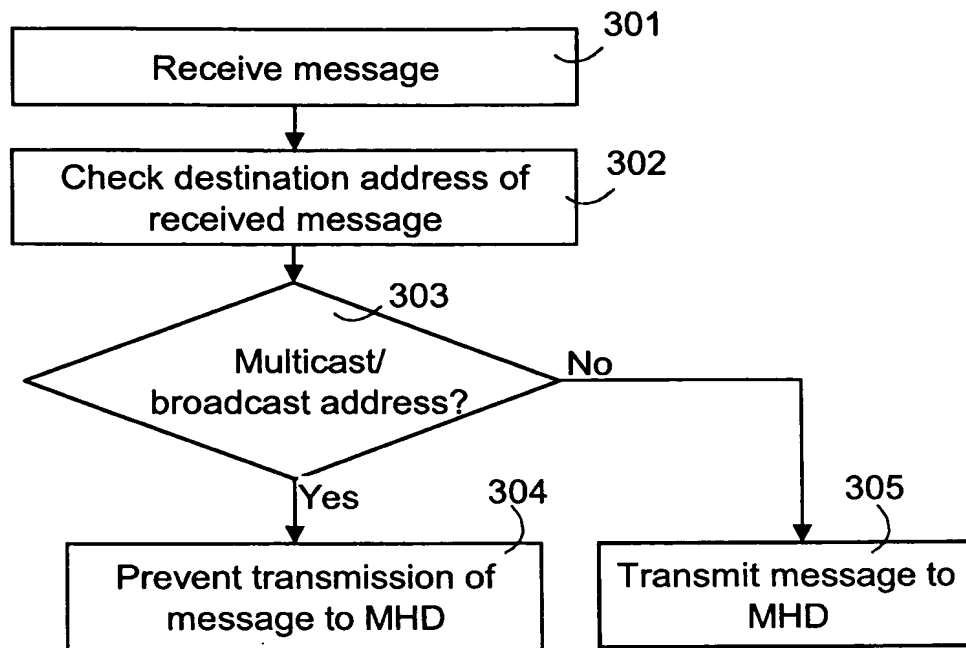 301
Receive message
302
Check destination address of
received message
303
Multicast/
broadcast address?
No
Yes
304
305
Prevent transmission of
message to MHD
Transmit message to
MHD